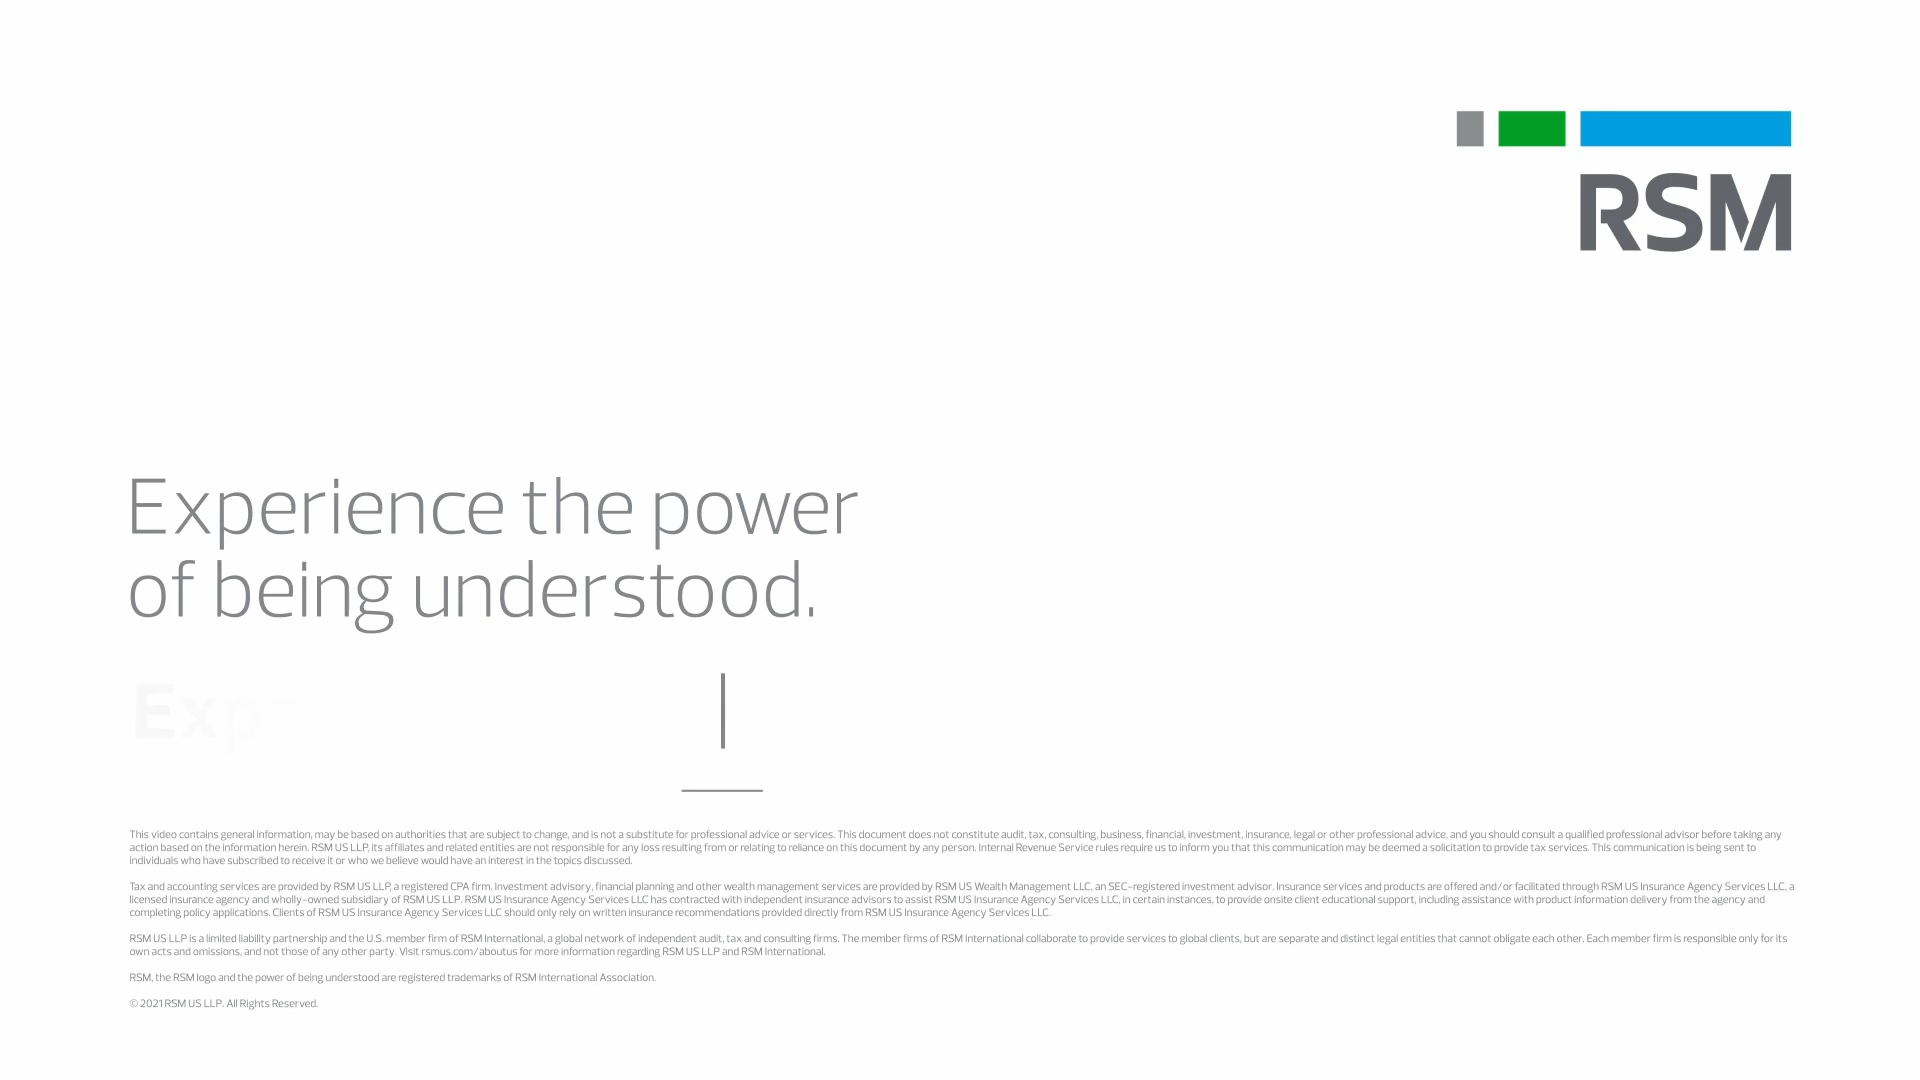 RSM
Experience the power
of being understood.
This video contains general information, may be based on authorities that are subject to change, and is not a substitute for professional advice or services. This document does not constitute audit, tax, consulting, business, financial, investment, insurance, legal or other professional advice, and you should consult a qualified professional advisor before taking any
action based on the information herein. RSM US LLP, its affiliates and related entities are not responsible for any loss resulting from or relating to reliance on this document by any person. Internal Revenue Service rules require us to inform you that this communication may be deemed a solicitation to provide tax services. This communication is being sent to
individuals who have subscribed to receive it or who we believe would have an interest in the topics discussed.
Tax and accounting services are provided by RSM US LLP, a registered CPA firm. Investment advisory, financial planning and other wealth management services are provided by RSM US Wealth Management LLC, an SEC-registered investment advisor. Insurance services and products are offered and/or facilitated through RSM US Insurance Agency Services LLC, a
licensed insurance agency and wholly-owned subsidiary of RSM US LLP. RSM US Insurance Agency Services LLC has contracted with independent insurance advisors to assist RSM US Insurance Agency Services LLC, in certain instances, to provide onsite client educational support, including assistance with product information delivery from the agency and
completing policy applications. Clients of RSM US Insurance Agency Services LLC should only rely on written insurance recommendations provided directly from RSM US Insurance Agency Services LLC.
RSM US LLP is a limited liability partnership and the U.S. member firm of RSM International, a global network of independent audit, tax and consulting firms. The member firms of RSM International collaborate to provide services to global clients, but are separate and distinct legal entities that cannot obligate each other. Each member firm is responsible only for its
own acts and omissions, and not those of any other party. Visit rsmus.com/aboutus for more information regarding RSM US LLP and RSM International.
RSM, the RSM logo and the power of being understood are registered trademarks of RSM International Association.
© 2021 RSM US LLP. All Rights Reserved.